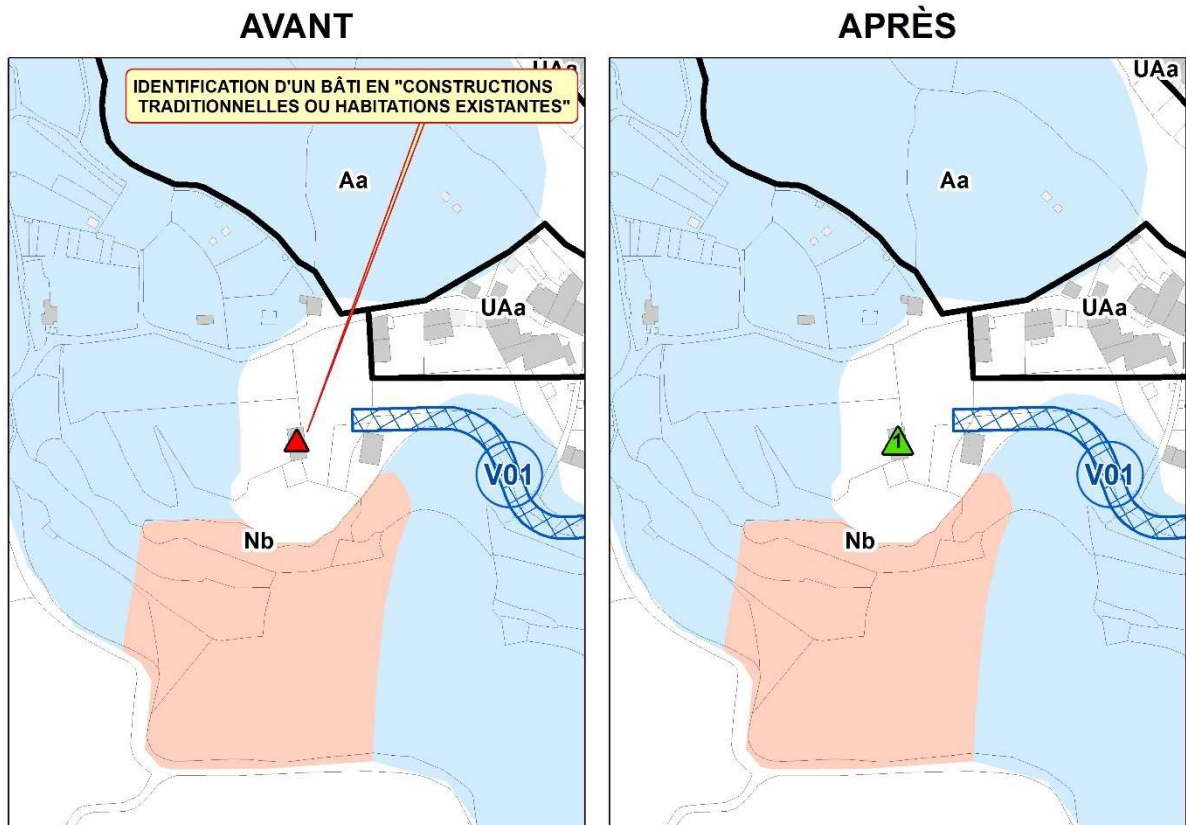 AVANT
UAa
IDENTIFICATION D'UN BÂTI EN "CONSTRUCTIONS
TRADITIONNELLES OU HABITATIONS EXISTANTES"
Aa
UAa
V01
Nb
APRÈS
UAa
Aa
UAa
1
V01
Nb